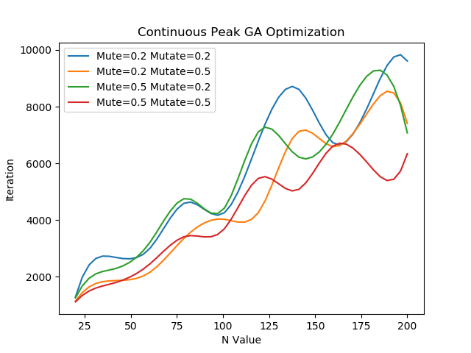 Continuous Peak GA Optimization
10000
8000
6000
4000
2000
Iteration
Mute=0.2 Mutate=0.2
Mute=0.2 Mutate=0.5
Mute=0.5 Mutate=0.2
Mute=0.5 Mutate=0.5
25 50 75 100 125 150 175 200
N Value